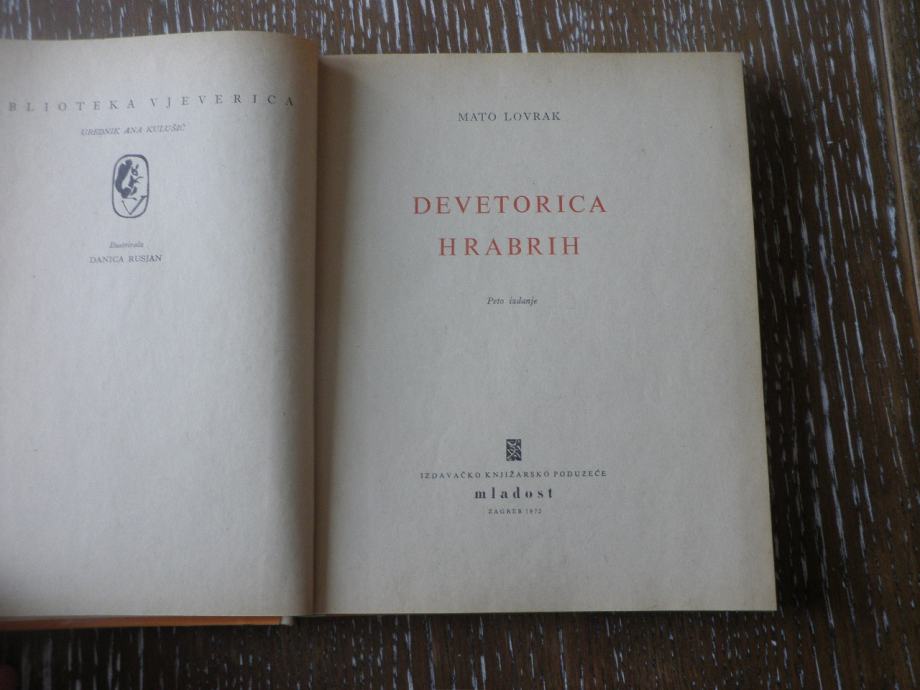 BLIOTEKA VJEVERICA
UREDNIK ANA KULUŠIĆ
Ilustrirala
DANICA RUSJAN
MATO LOVRAK
DEVETORICA
HRABRIH
Peto izdanje
IZDAVAČKO KNJIŽARSKO PODUZEĆE
mladost
ZAGREB 1972